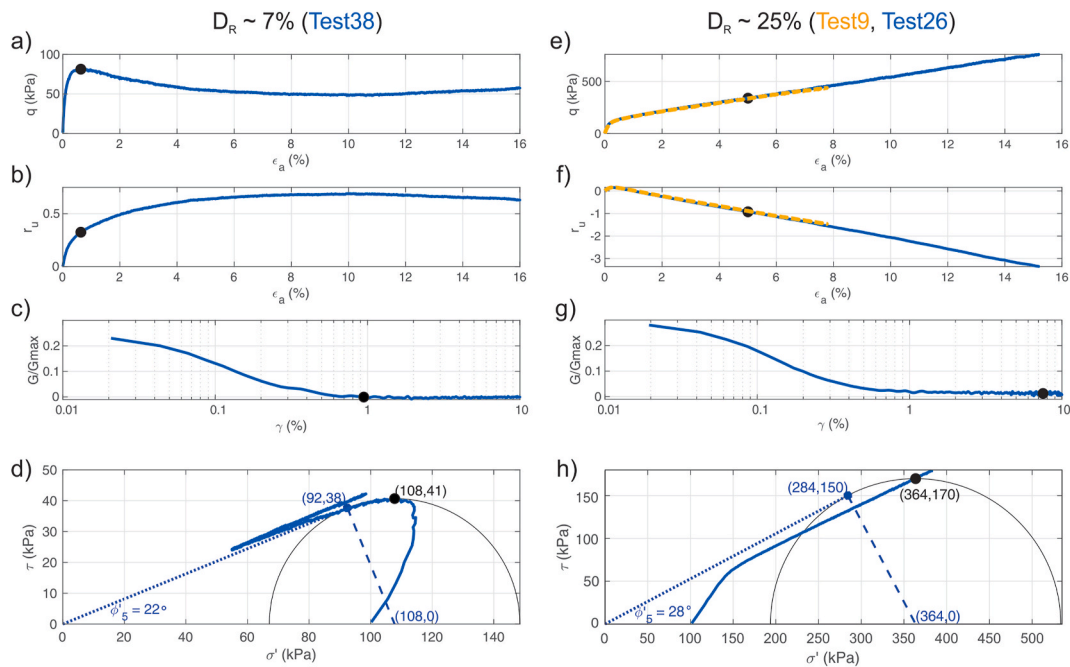 D_R ~ 7% (Test38)
D_R ~ 25% (Test9, Test26)
a)
100
50
0
q (kPa)
0 2 4 6 8 10 12 14 16
ϵ_a (%)
b)
0.5
0
r_u
0 2 4 6 8 10 12 14 16
ϵ_a (%)
c)
0.2
0.1
0
G/Gmax
0.01 0.1 1 10
γ (%)
d)
50
40
30
20
10
0
τ (kPa)
(92,38)
(108,41)
ϕ'_5 = 22°
(108,0)
0 20 40 60 80 100 120 140
σ' (kPa)
e)
500
0
q (kPa)
0 2 4 6 8 10 12 14 16
ϵ_a (%)
f)
0
-1
-2
-3
r_u
0 2 4 6 8 10 12 14 16
ϵ_a (%)
g)
0.2
0.1
0
G/Gmax
0.01 0.1 1 10
γ (%)
h)
150
100
50
0
τ (kPa)
(284,150)
(364,170)
ϕ'_5 = 28°
(364,0)
0 50 100 150 200 250 300 350 400 450 500
σ' (kPa)